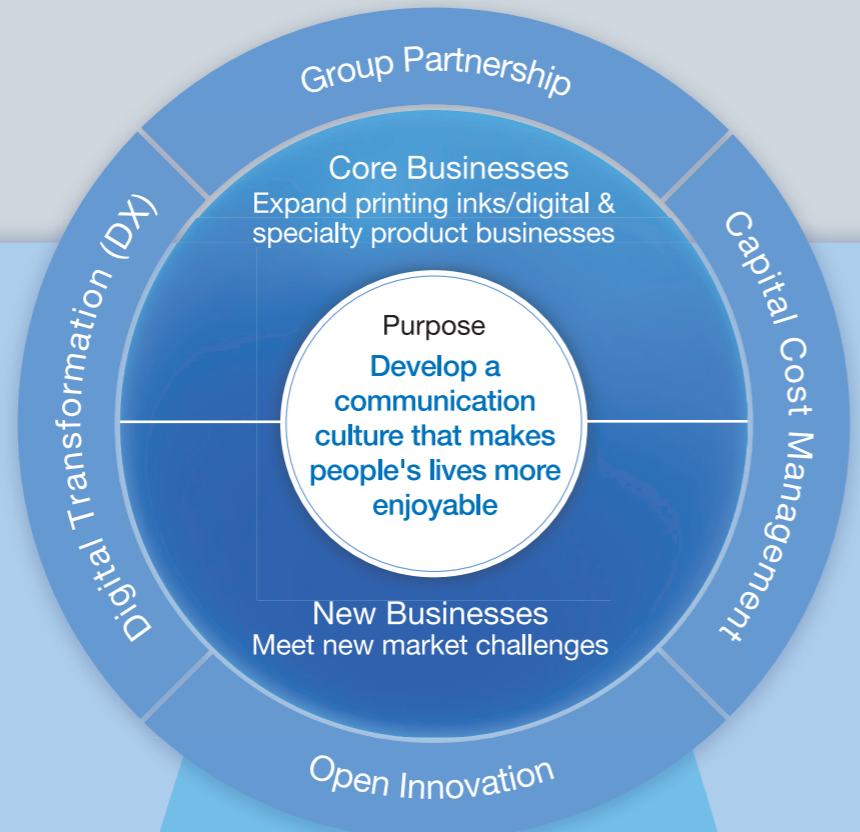 Group Partnership
Core Businesses
Expand printing inks/digital &
specialty product businesses
Digital Transformation (DX)
Capital Cost Management
Purpose
Develop a
communication
culture that makes
people's lives more
enjoyable
New Businesses
Meet new market challenges
Open Innovation